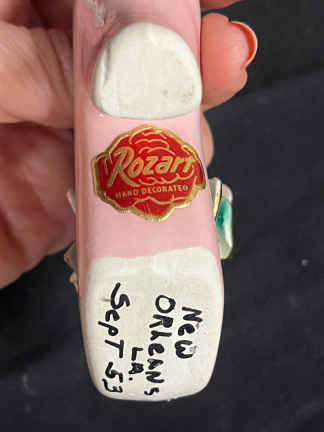 Rozart
HAND DECORATED
NEW
ORleANS
LA.
SepT 53